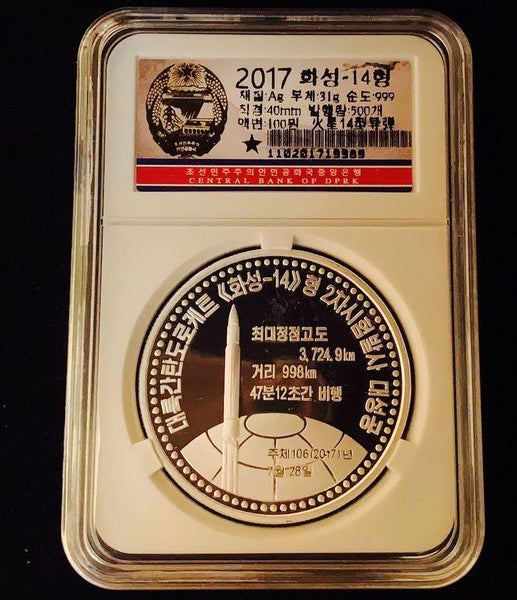 2017 화성-14형
재질:Ag 무게:31g 순도:999
직경:40mm 발행량:500개
액면:100원 火星14型导弹
110201719989
조선민주주의인민공화국중앙은행
CENTRAL BANK OF DPRK
대륙간탄도로케트 《화성-14》형 2차시험발사 대성공
최대정점고도
3,724.9km
거리 998km
47분12초간 비행
주체106(2017)년
7월 28일